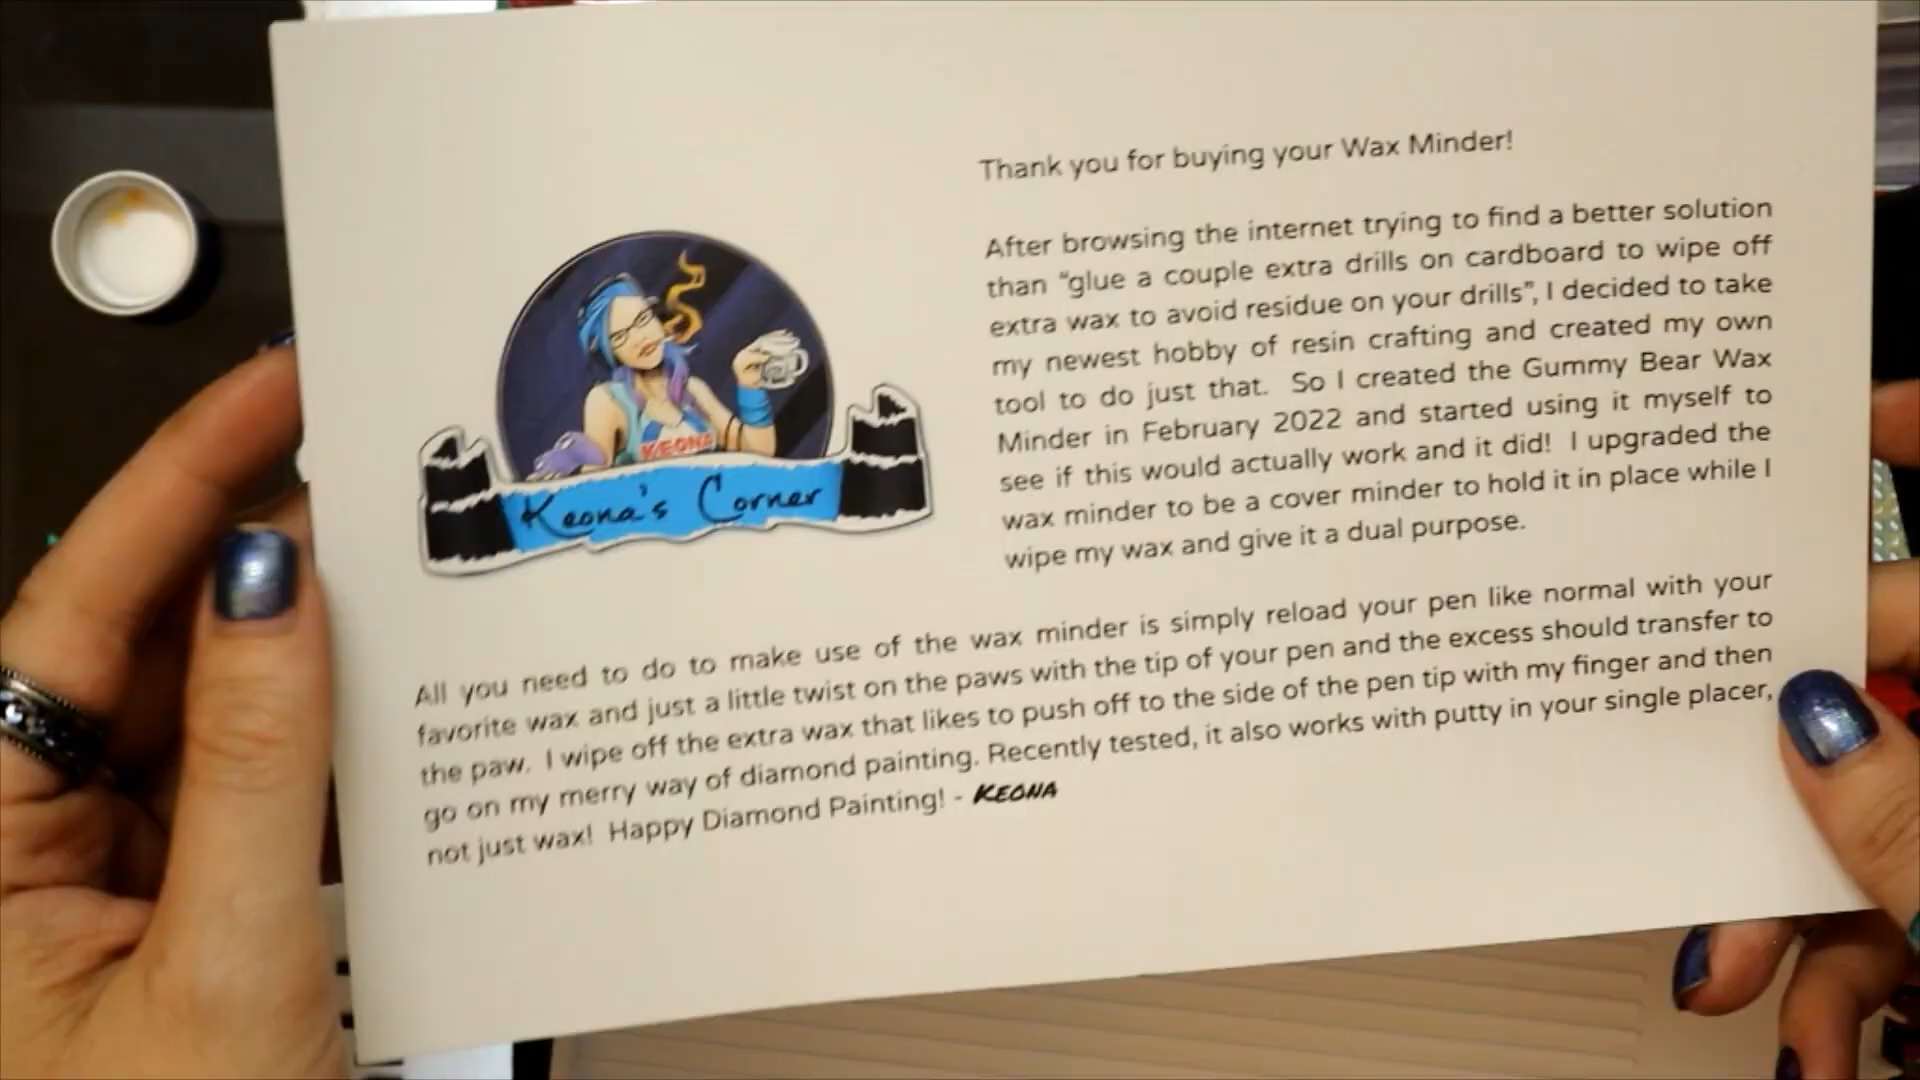 Thank you for buying your Wax Minder!
After browsing the internet trying to find a better solution
than “glue a couple extra drills on cardboard to wipe off
extra wax to avoid residue on your drills”, I decided to take
my newest hobby of resin crafting and created my own
tool to do just that. So I created the Gummy Bear Wax
Minder in February 2022 and started using it myself to
see if this would actually work and it did! I upgraded the
wax minder to be a cover minder to hold it in place while I
wipe my wax and give it a dual purpose.
KEONA
Keona's Corner
All you need to do to make use of the wax minder is simply reload your pen like normal with your
favorite wax and just a little twist on the paws with the tip of your pen and the excess should transfer to
the paw. I wipe off the extra wax that likes to push off to the side of the pen tip with my finger and then
go on my merry way of diamond painting. Recently tested, it also works with putty in your single placer,
not just wax! Happy Diamond Painting! - KEONA